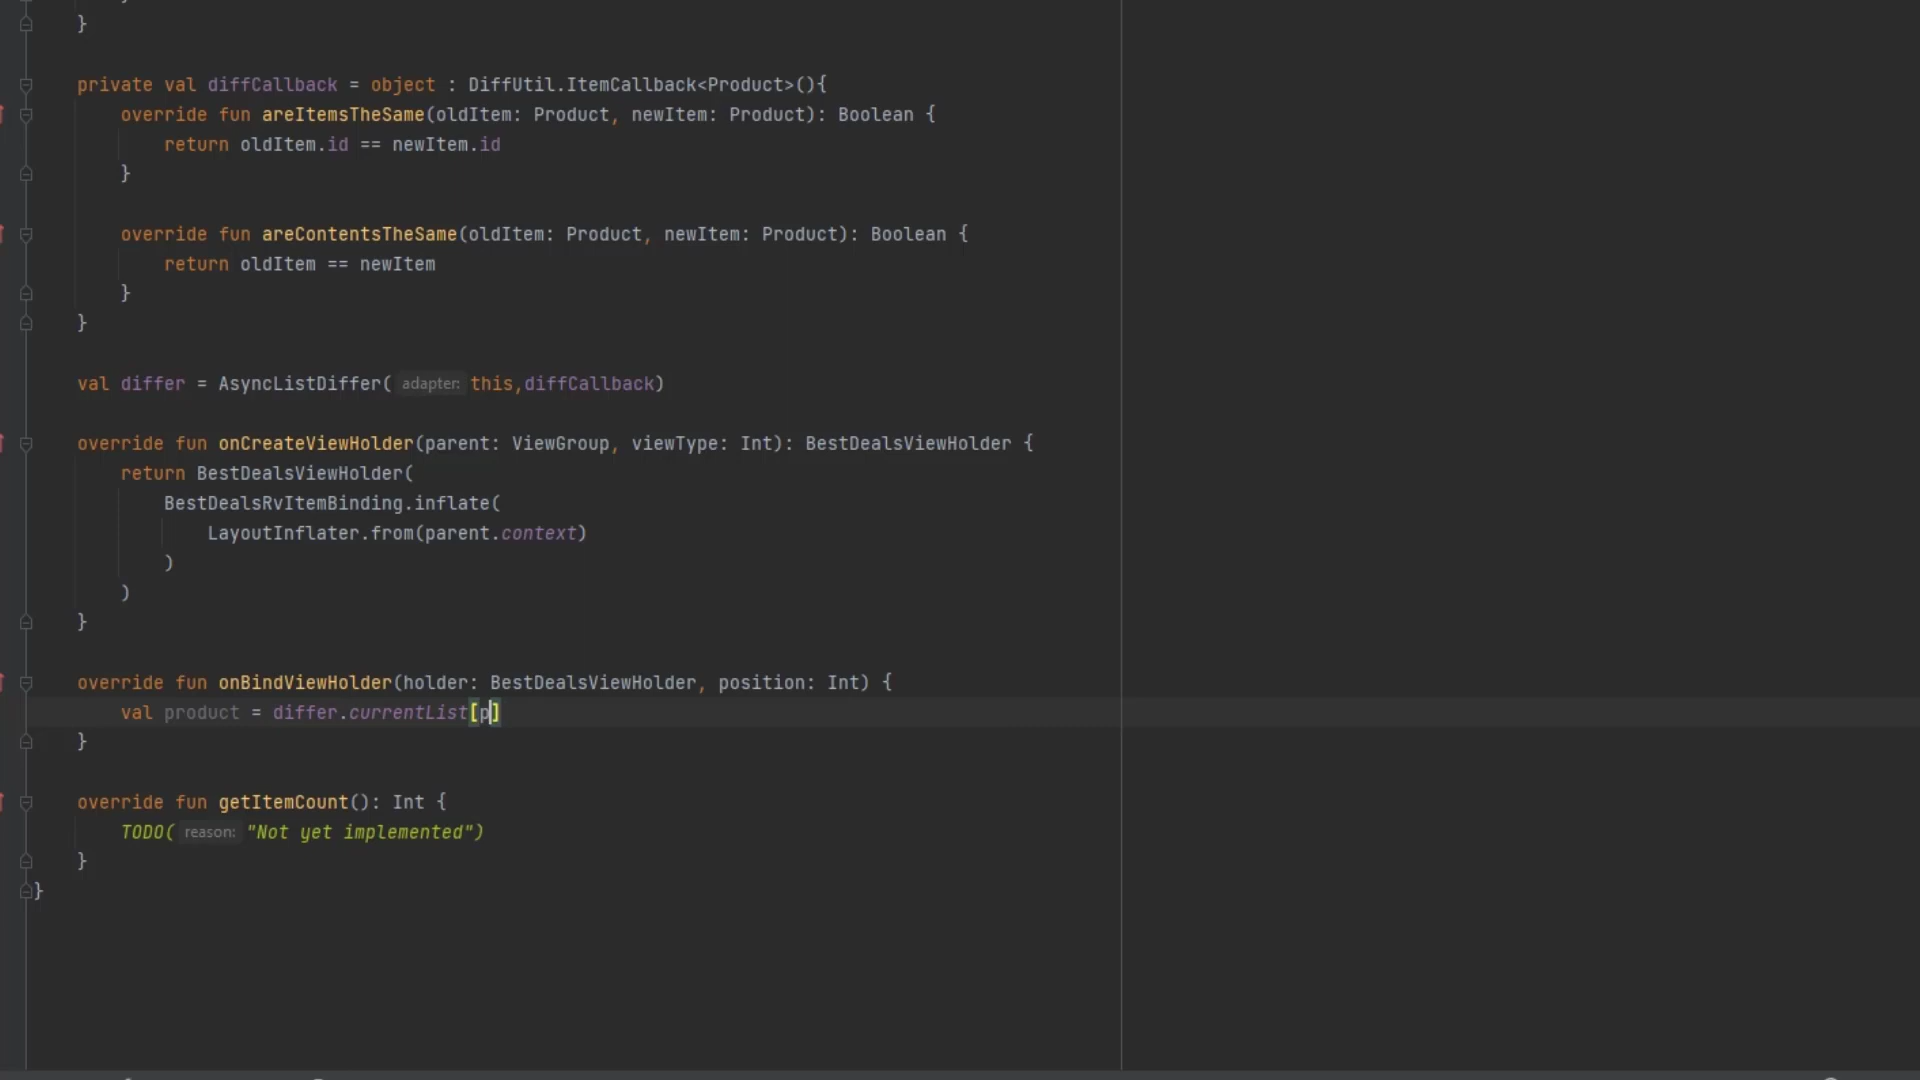 }
private val diffCallback = object : DiffUtil.ItemCallback<Product>(){
override fun areItemsTheSame(oldItem: Product, newItem: Product): Boolean {
return oldItem.id == newItem.id
}
override fun areContentsTheSame(oldItem: Product, newItem: Product): Boolean {
return oldItem == newItem
}
}
val differ = AsyncListDiffer( adapter: this,diffCallback)
override fun onCreateViewHolder(parent: ViewGroup, viewType: Int): BestDealsViewHolder {
return BestDealsViewHolder(
BestDealsRvItemBinding.inflate(
LayoutInflater.from(parent.context)
)
)
}
override fun onBindViewHolder(holder: BestDealsViewHolder, position: Int) {
val product = differ.currentList[p]
}
override fun getItemCount(): Int {
TODO( reason: "Not yet implemented")
}
}